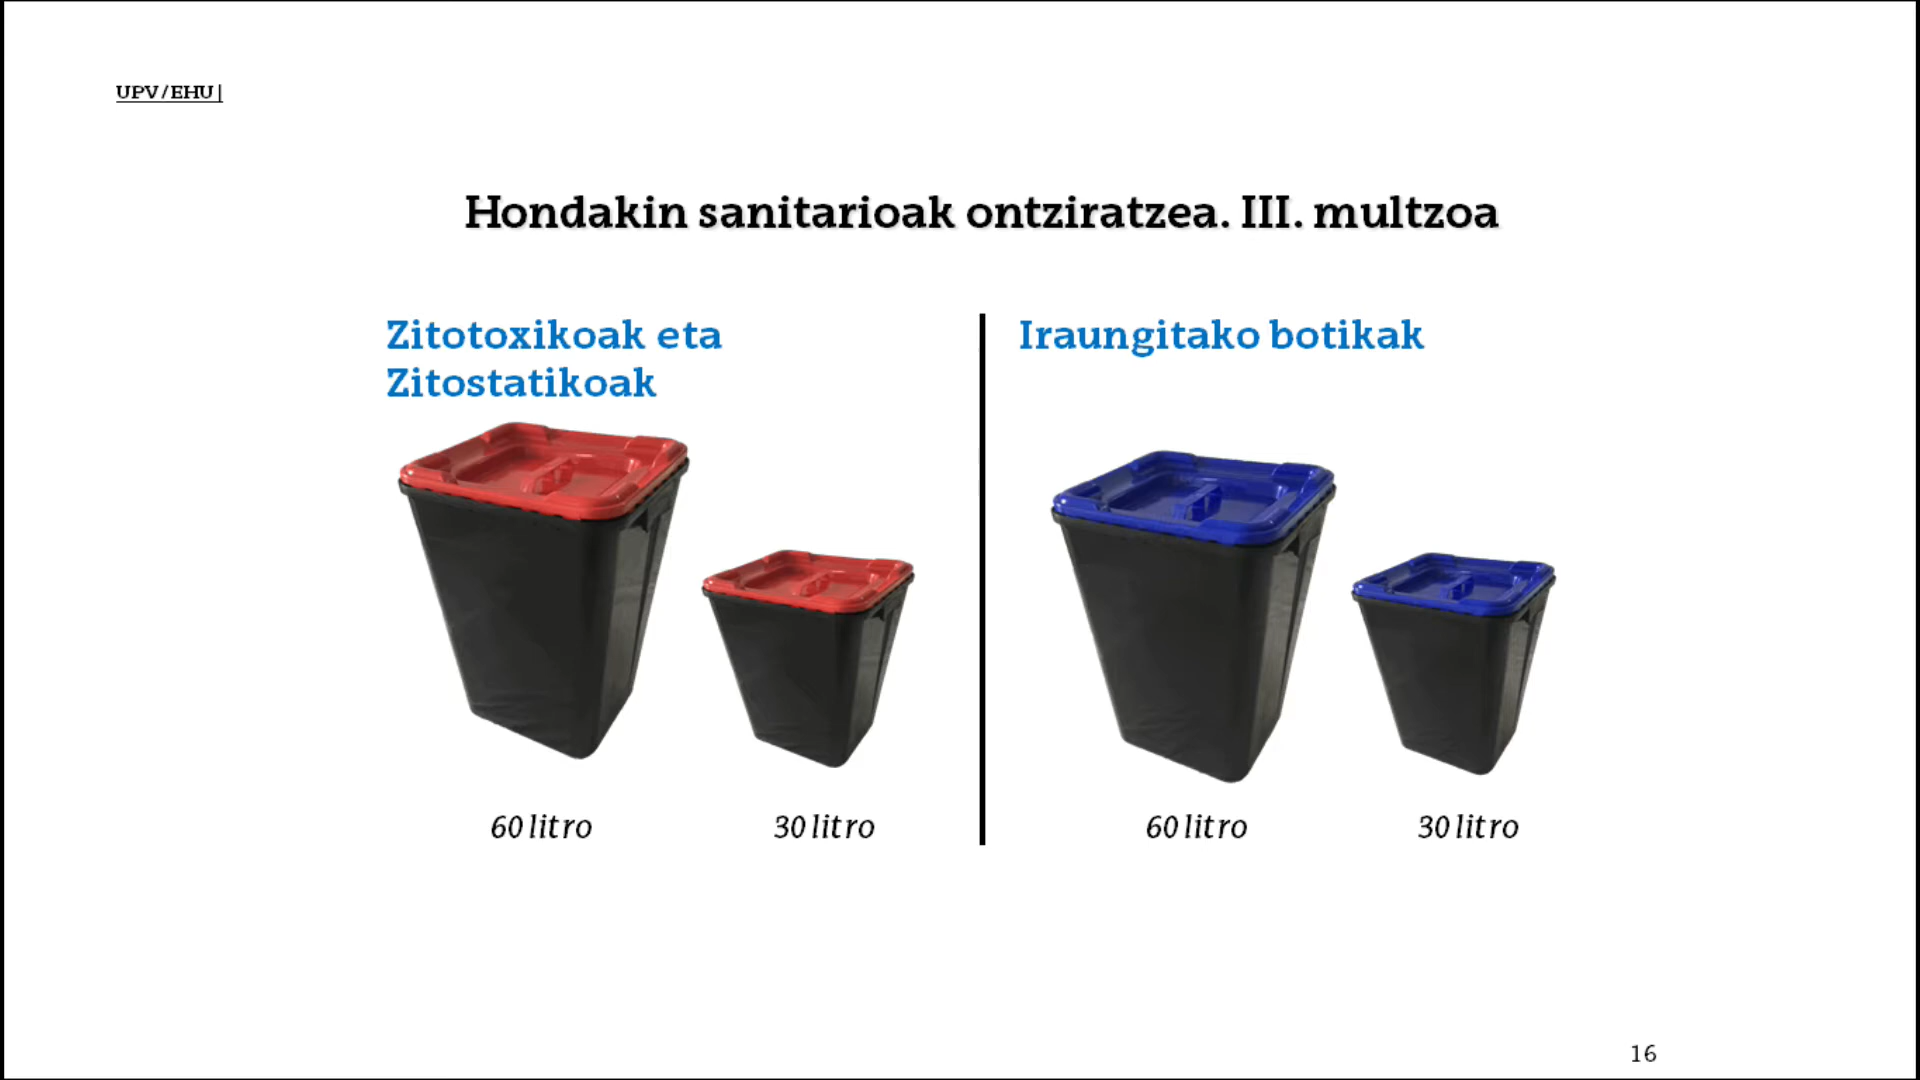 UPV/EHU|
Hondakin sanitarioak ontziratzea. III. multzoa
Zitotoxikoak eta
Zitostatikoak
60 litro
30 litro
Iraungitako botikak
60 litro
30 litro
16